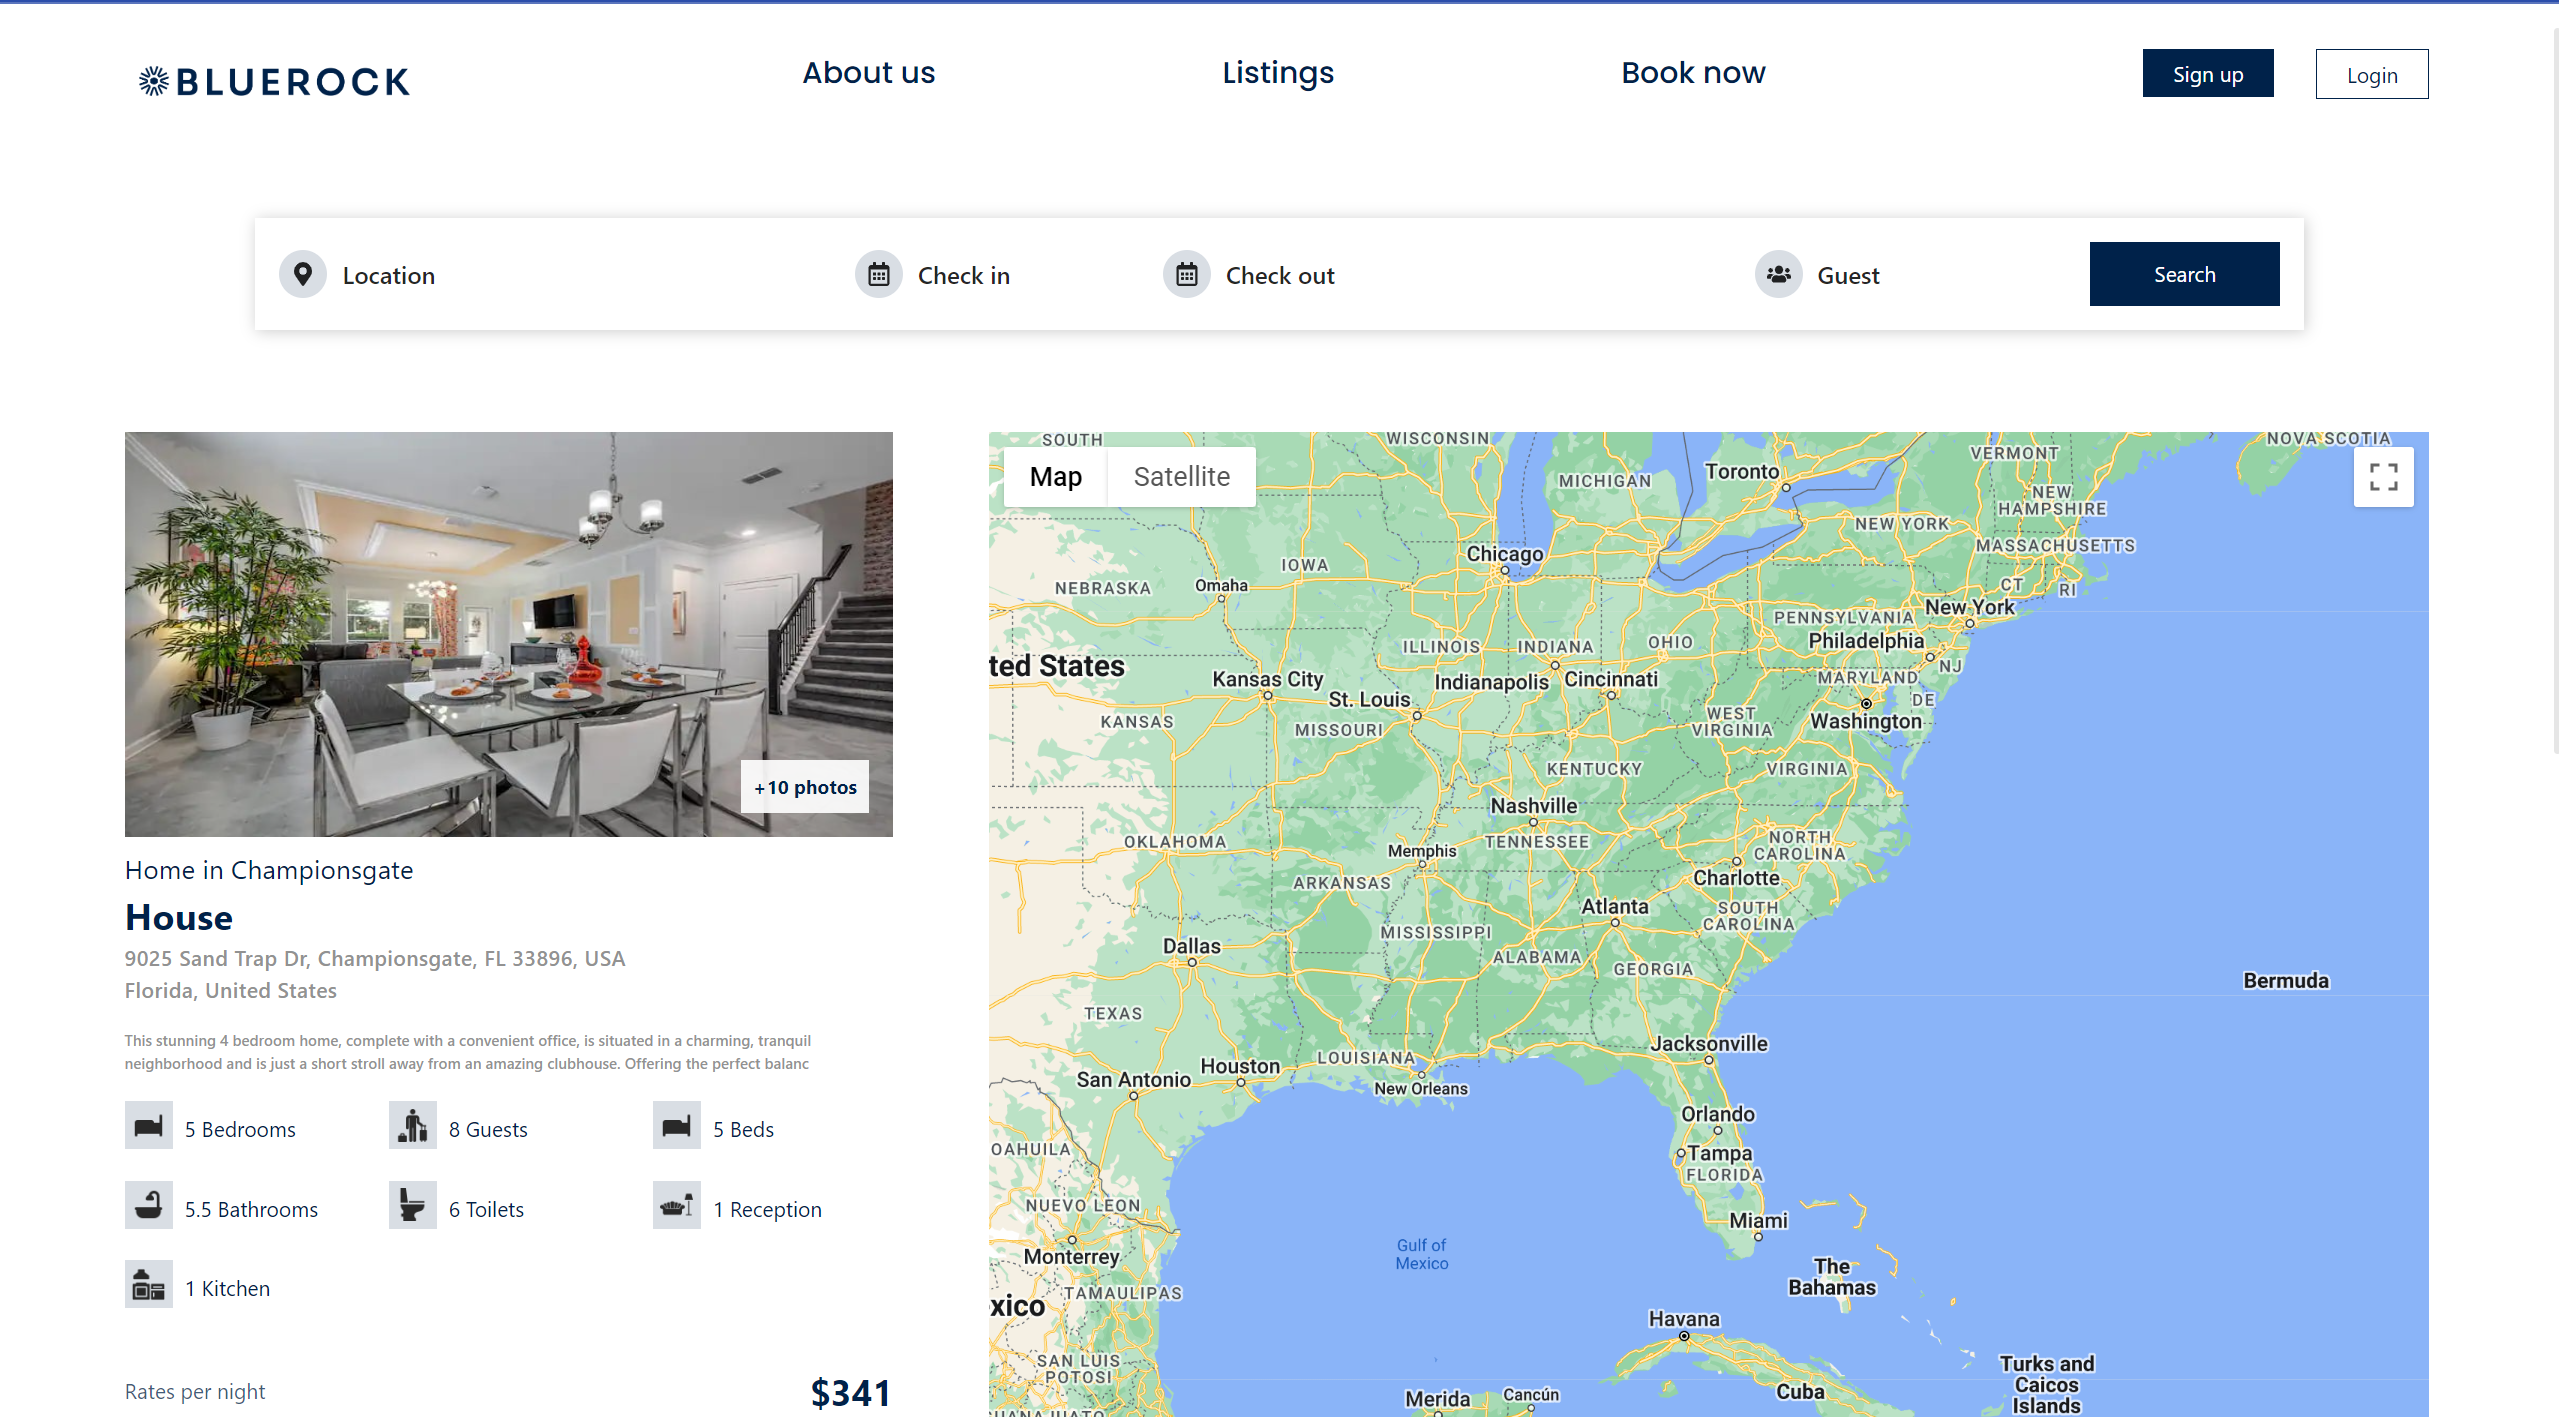 BLUEROCK
About us
Listings
Book now
Sign up
Login
Location
Check in
Check out
Guest
Search
+10 photos
Home in Championsgate
House
9025 Sand Trap Dr, Championsgate, FL 33896, USA
Florida, United States
This stunning 4 bedroom home, complete with a convenient office, is situated in a charming, tranquil
neighborhood and is just a short stroll away from an amazing clubhouse. Offering the perfect balanc
5 Bedrooms
8 Guests
5 Beds
5.5 Bathrooms
6 Toilets
1 Reception
1 Kitchen
Rates per night
$341
Map
Satellite
SOUTH
WISCONSIN
NOVA SCOTIA
VERMONT
MICHIGAN
Toronto
NEW
HAMPSHIRE
NEW YORK
MASSACHUSETTS
Chicago
IOWA
Omaha
NEBRASKA
CT
RI
New York
PENNSYLVANIA
Philadelphia
ILLINOIS
INDIANA
OHIO
NJ
ted States
Kansas City
Indianapolis
Cincinnati
MARYLAND
St. Louis
DE
KANSAS
MISSOURI
WEST
VIRGINIA
Washington
KENTUCKY
VIRGINIA
Nashville
OKLAHOMA
TENNESSEE
NORTH
CAROLINA
Memphis
ARKANSAS
Charlotte
Atlanta
SOUTH
CAROLINA
MISSISSIPPI
Dallas
ALABAMA
GEORGIA
Bermuda
TEXAS
Jacksonville
LOUISIANA
Houston
San Antonio
New Orleans
Orlando
OAHUILA
Tampa
FLORIDA
NUEVO LEON
Miami
Monterrey
Gulf of
Mexico
The
Bahamas
TAMAULIPAS
xico
Havana
SAN LUIS
POTOSI
Turks and
Caicos
Islands
Merida
Cancún
Cuba